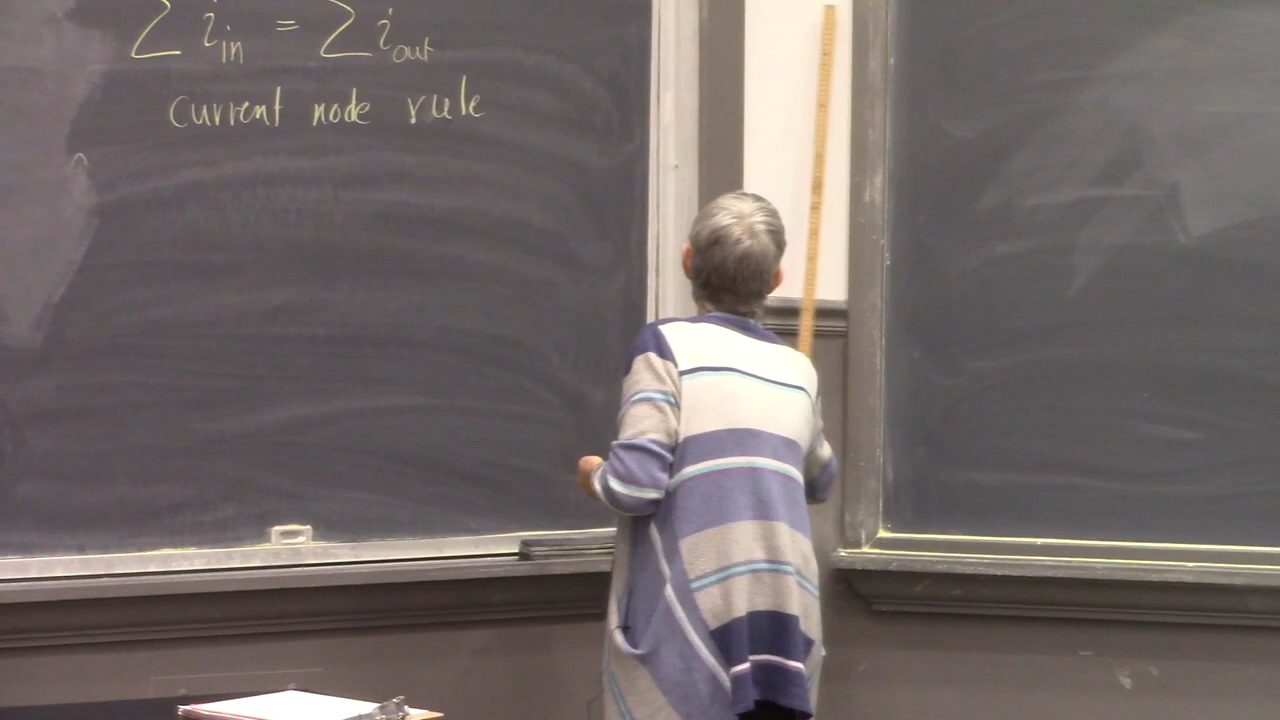 ∑ i_in = ∑ i_out
current node rule